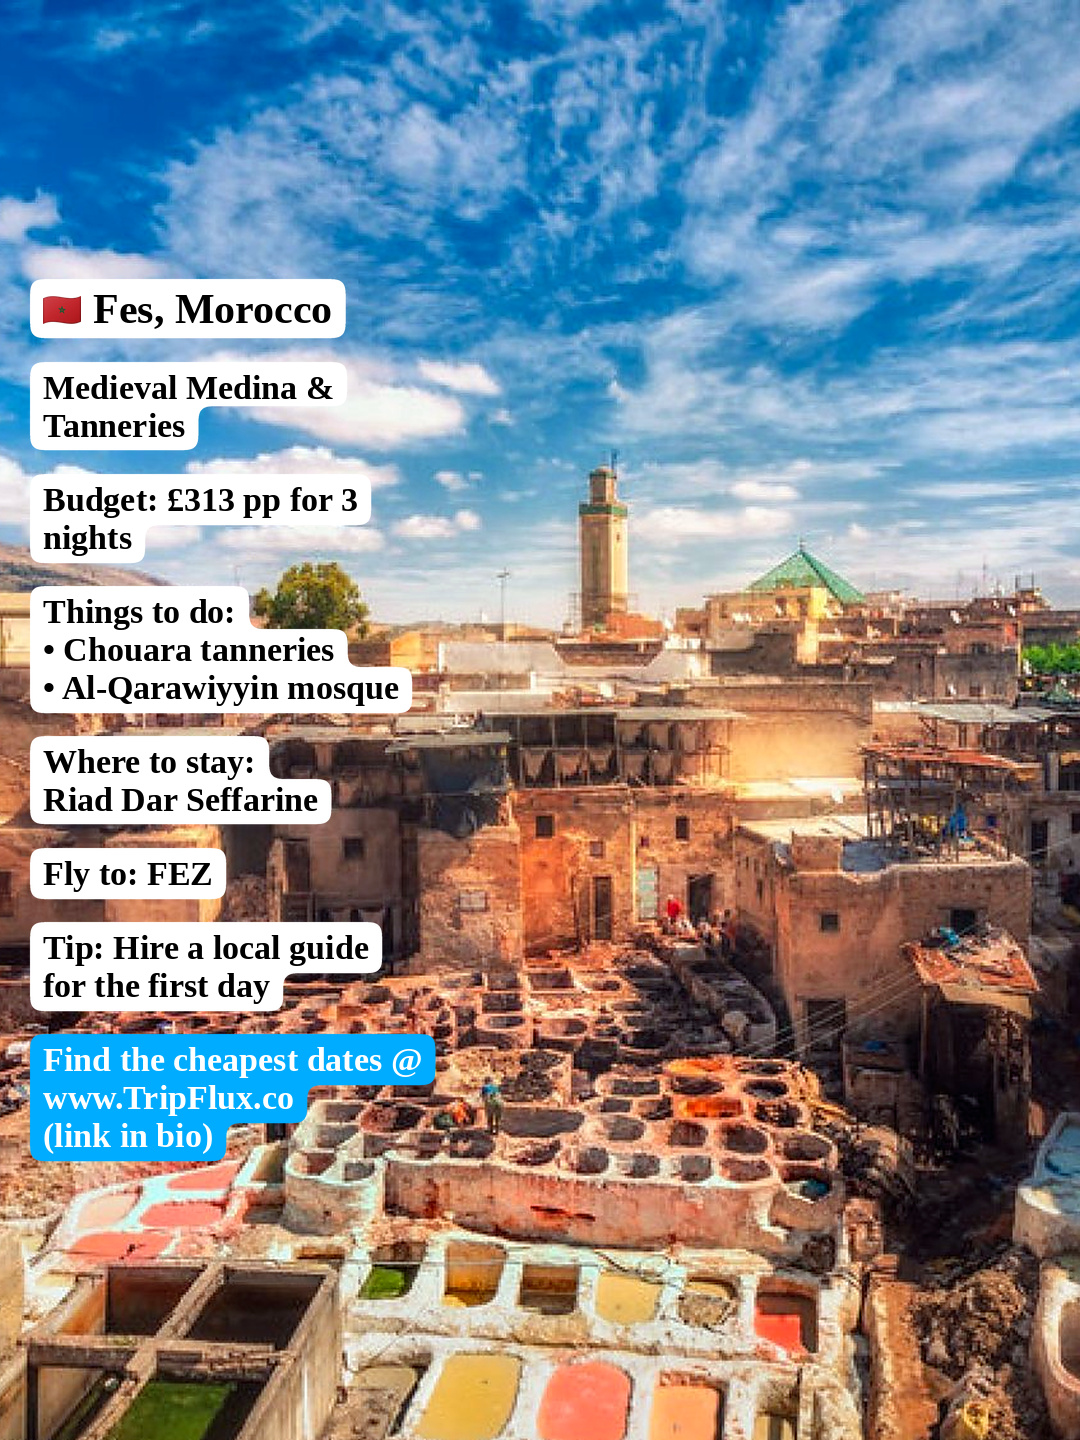 🇲🇦 Fes, Morocco
Medieval Medina &
Tanneries
Budget: £313 pp for 3
nights
Things to do:
• Chouara tanneries
• Al-Qarawiyyin mosque
Where to stay:
Riad Dar Seffarine
Fly to: FEZ
Tip: Hire a local guide
for the first day
Find the cheapest dates @
www.TripFlux.co
(link in bio)